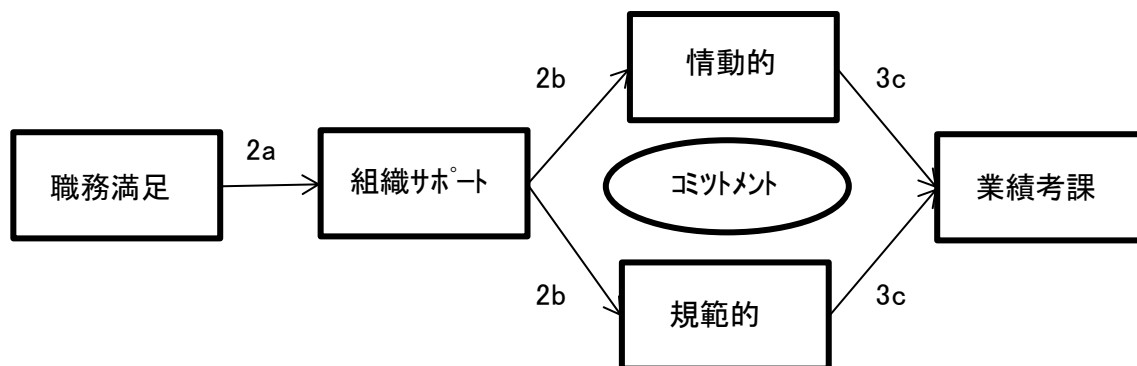 情動的
2b
3c
2a
職務満足
組織サポート
コミツトメント
業績考課
2b
3c
規範的